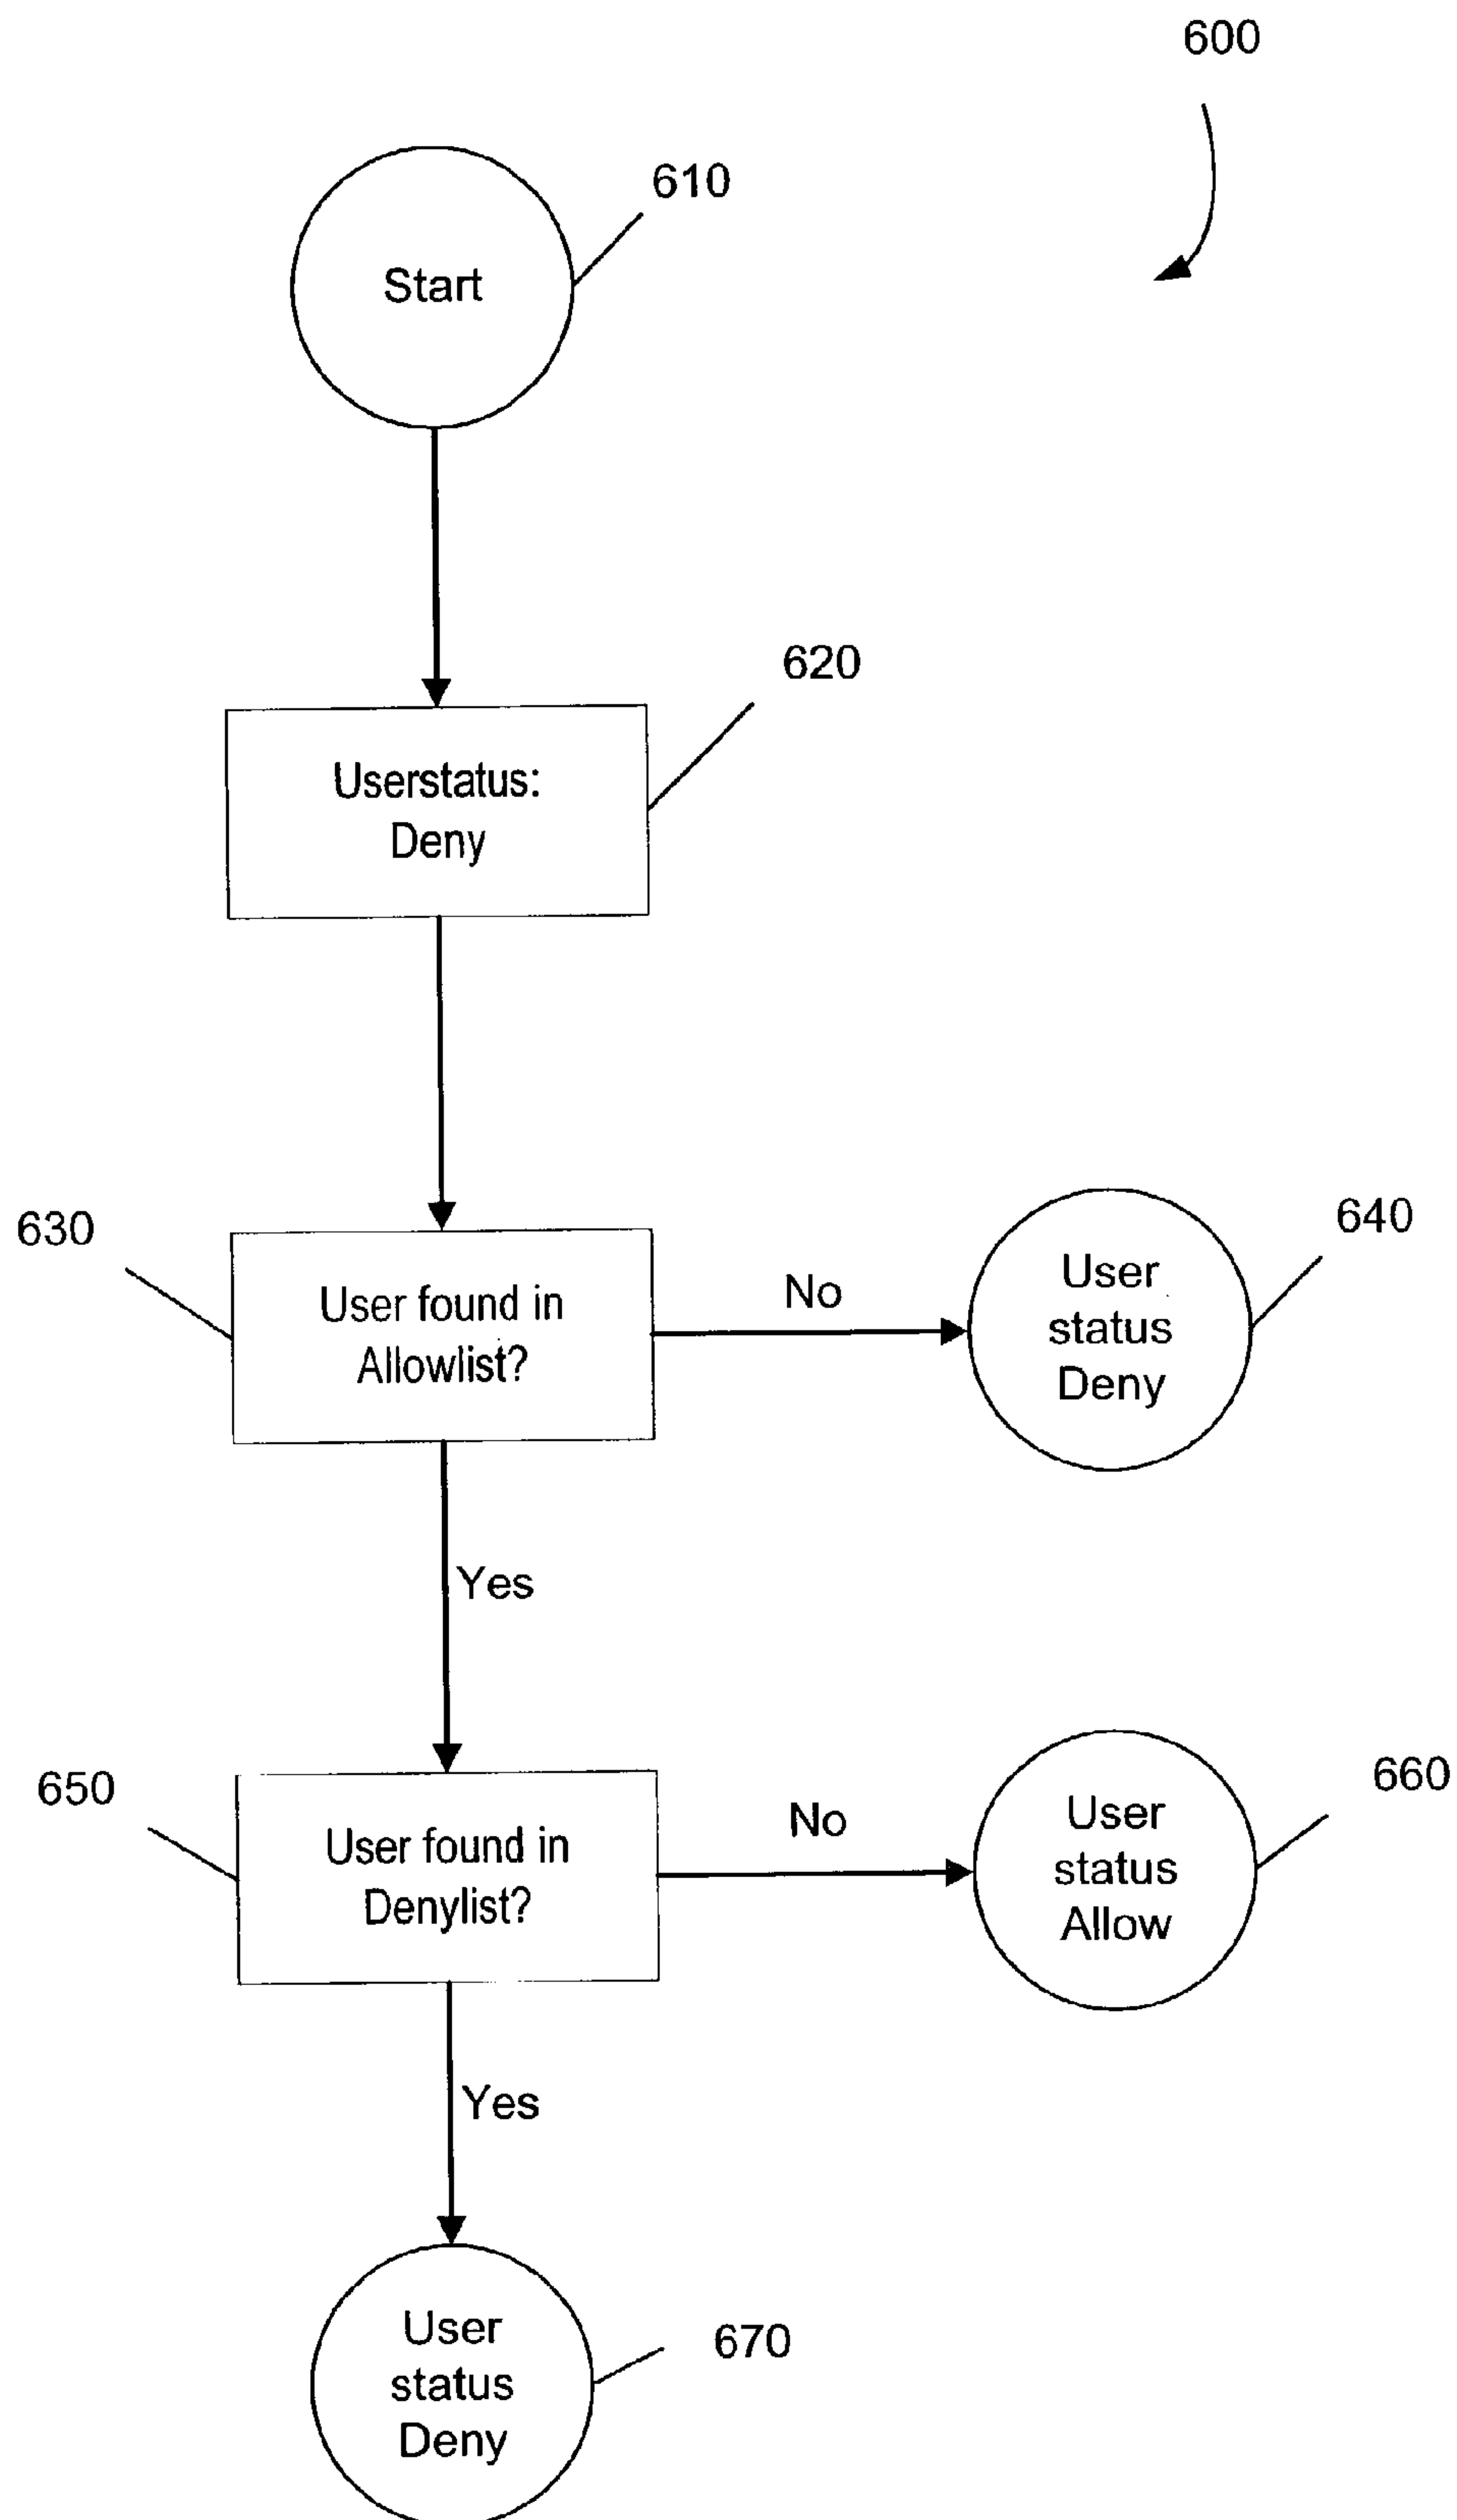 600
610
Start
620
Userstatus:
Deny
630
User found in
Allowlist?
No
640
User
status
Deny
Yes
650
User found in
Denylist?
No
660
User
status
Allow
Yes
670
User
status
Deny